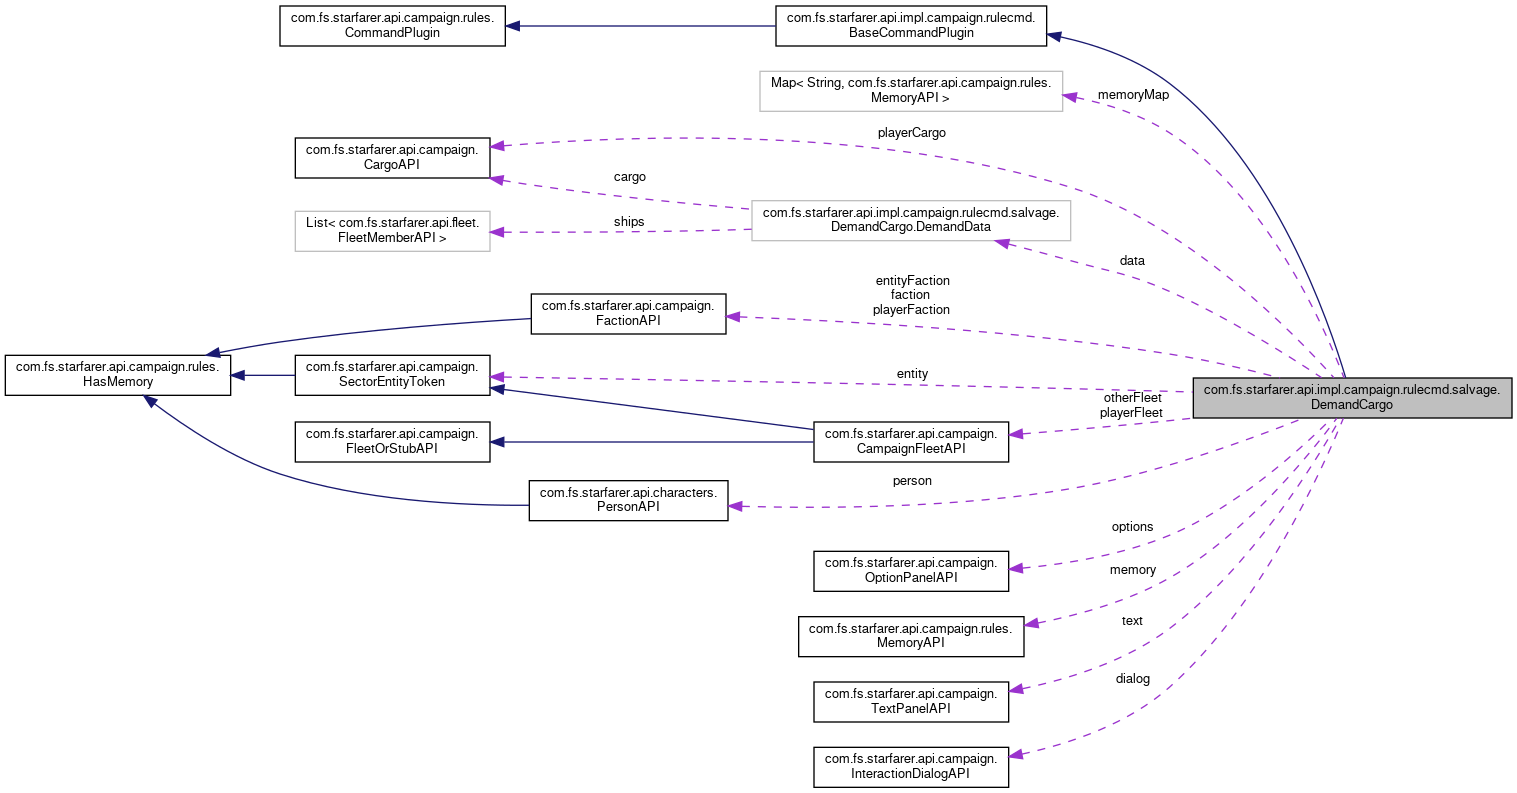 com.fs.starfarer.api.campaign.rules.
CommandPlugin
com.fs.starfarer.api.impl.campaign.rulecmd.
BaseCommandPlugin
Map< String, com.fs.starfarer.api.campaign.rules.
MemoryAPI >
memoryMap
playerCargo
com.fs.starfarer.api.campaign.
CargoAPI
cargo
com.fs.starfarer.api.impl.campaign.rulecmd.salvage.
DemandCargo.DemandData
List< com.fs.starfarer.api.fleet.
FleetMemberAPI >
ships
data
entityFaction
faction
playerFaction
com.fs.starfarer.api.campaign.
FactionAPI
com.fs.starfarer.api.campaign.rules.
HasMemory
com.fs.starfarer.api.campaign.
SectorEntityToken
entity
com.fs.starfarer.api.impl.campaign.rulecmd.salvage.
DemandCargo
otherFleet
playerFleet
com.fs.starfarer.api.campaign.
FleetOrStubAPI
com.fs.starfarer.api.campaign.
CampaignFleetAPI
person
com.fs.starfarer.api.characters.
PersonAPI
options
com.fs.starfarer.api.campaign.
OptionPanelAPI
memory
com.fs.starfarer.api.campaign.rules.
MemoryAPI
text
com.fs.starfarer.api.campaign.
TextPanelAPI
dialog
com.fs.starfarer.api.campaign.
InteractionDialogAPI